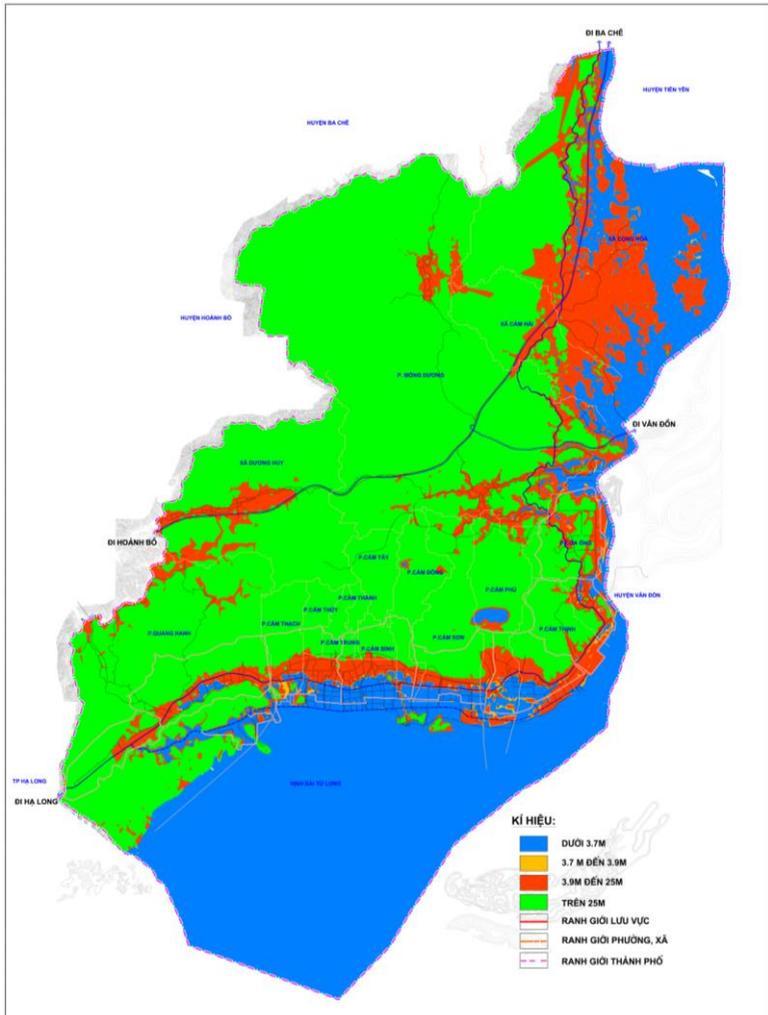 ĐI BA CHẼ
HUYỆN TIÊN YÊN
HUYỆN BA CHẼ
XÃ CỘNG HÒA
HUYỆN HOÀNH BỒ
XÃ CẨM HẢI
P. MÔNG DƯƠNG
ĐI VÂN ĐỒN
XÃ DƯƠNG HUY
ĐI HOÀNH BỒ
P.CẨM TÂY
P.CẨM ĐÔNG
P.CẨM PHÚ
HUYỆN VÂN ĐỒN
P.CẨM THÀNH
P.CẨM THỦY
P.CẨM THẠCH
P.QUANG HANH
P.CẨM TRUNG
P.CẨM BÌNH
P.CẨM SƠN
P.CẨM THỊNH
TP HẠ LONG
VỊNH BÁI TỬ LONG
ĐI HẠ LONG
KÍ HIỆU:
DƯỚI 3.7M
3.7 M ĐẾN 3.9M
3.9M ĐẾN 25M
TRÊN 25M
RANH GIỚI LƯU VỰC
RANH GIỚI PHƯỜNG, XÃ
RANH GIỚI THÀNH PHỐ